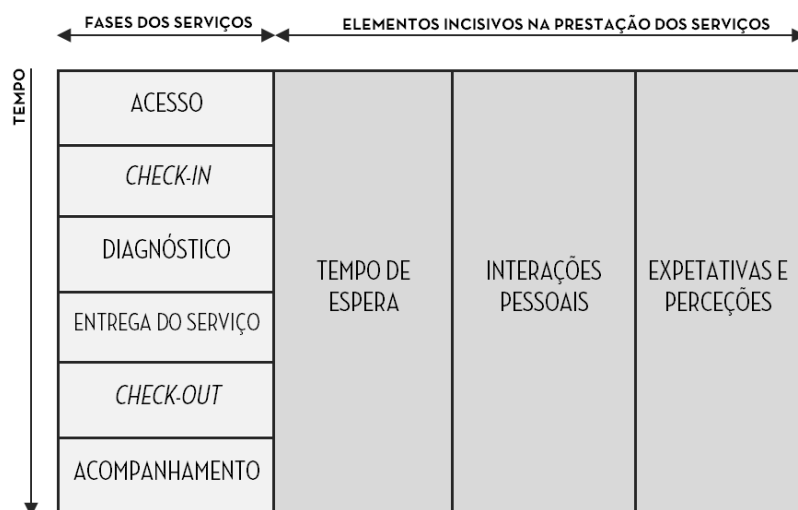 FASES DOS SERVIÇOS
ELEMENTOS INCISIVOS NA PRESTAÇÃO DOS SERVIÇOS
TEMPO
ACESSO
CHECK-IN
DIAGNÓSTICO
ENTREGA DO SERVIÇO
CHECK-OUT
ACOMPANHAMENTO
TEMPO DE
ESPERA
INTERAÇÕES
PESSOAIS
EXPETATIVAS E
PERCEÇÕES